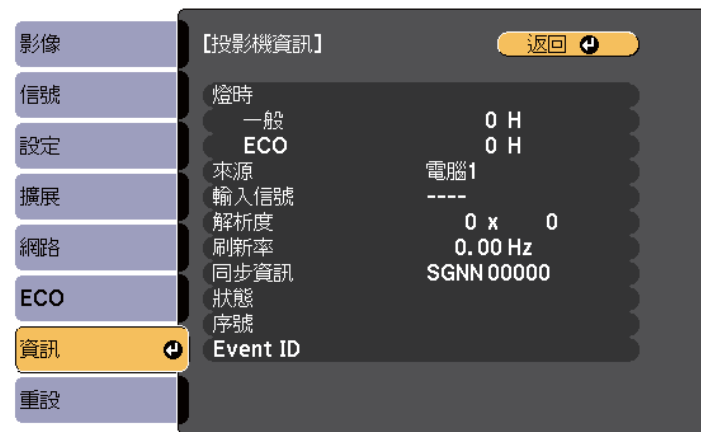 影像
信號
設定
擴展
網路
ECO
資訊
重設
[投影機資訊] 返回
燈時
一般 0 H
ECO 0 H
來源 電腦1
輸入信號 ----
解析度 0 x 0
刷新率 0.00 Hz
同步資訊 SGNN 00000
狀態
序號
Event ID